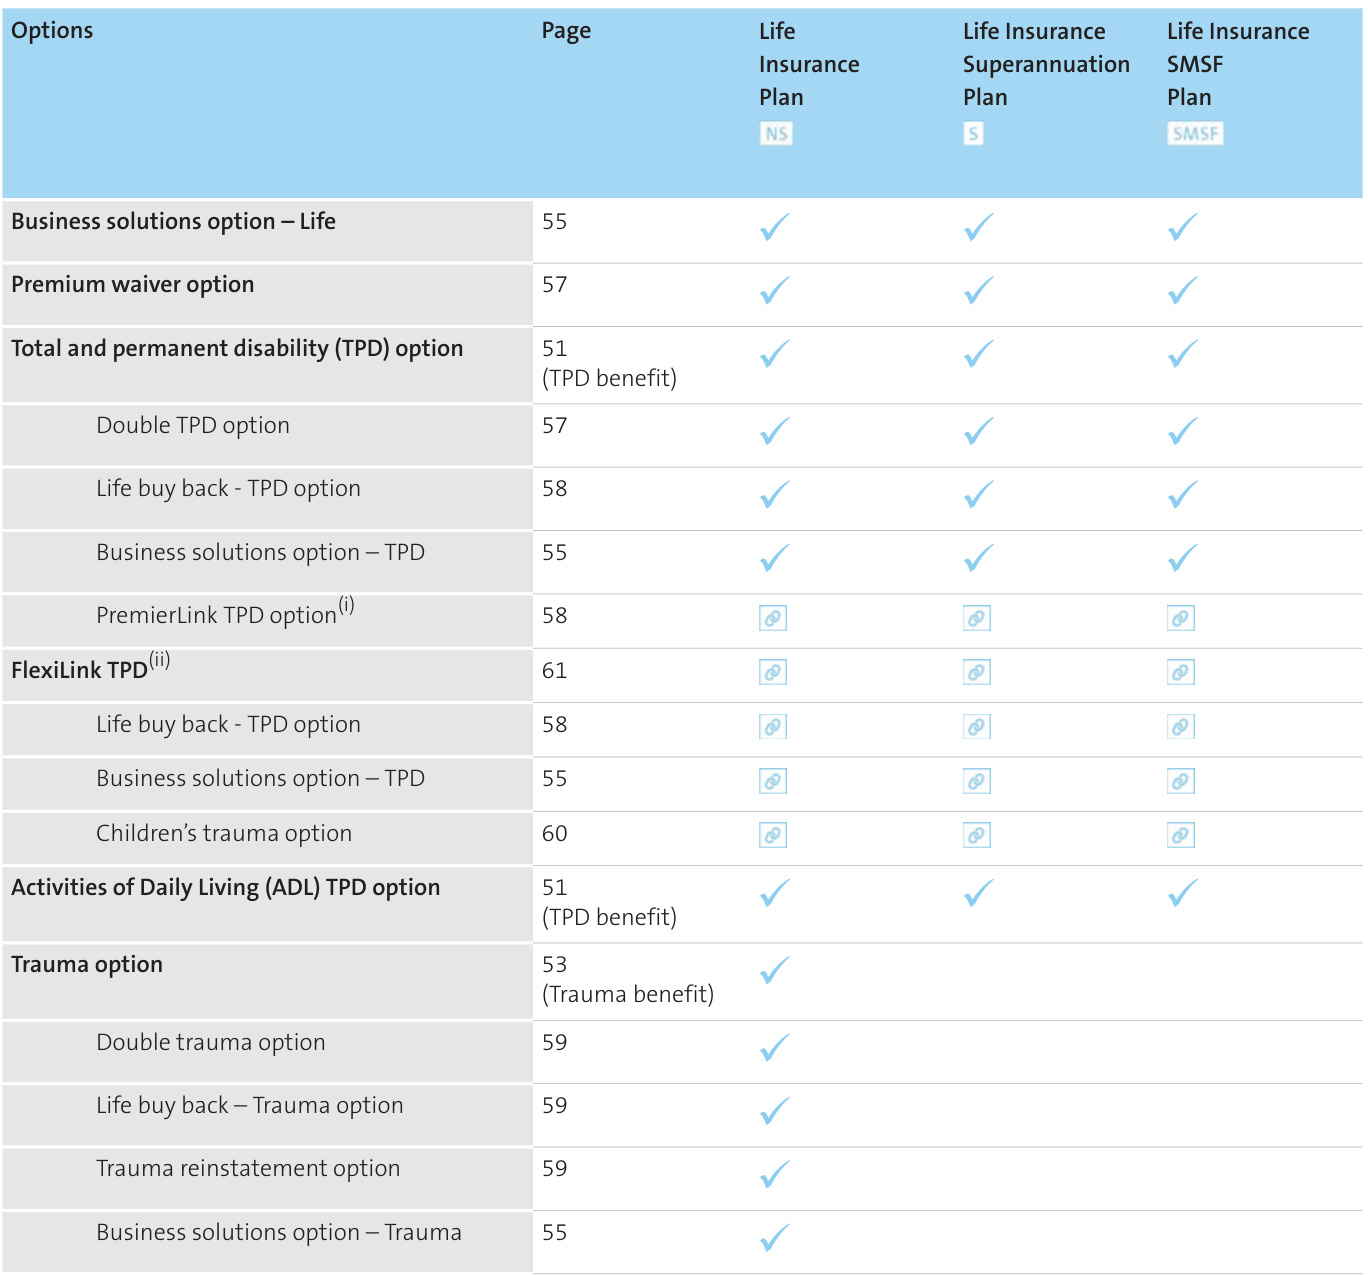 Options Page Life Life Insurance Life Insurance
Insurance Superannuation SMSF
Plan Plan Plan
NS S SMSF
Business solutions option – Life 55
Premium waiver option 57
Total and permanent disability (TPD) option 51
(TPD benefit)
Double TPD option 57
Life buy back - TPD option 58
Business solutions option – TPD 55
PremierLink TPD option(i) 58
FlexiLink TPD(ii) 61
Life buy back - TPD option 58
Business solutions option – TPD 55
Children’s trauma option 60
Activities of Daily Living (ADL) TPD option 51
(TPD benefit)
Trauma option 53
(Trauma benefit)
Double trauma option 59
Life buy back – Trauma option 59
Trauma reinstatement option 59
Business solutions option – Trauma 55